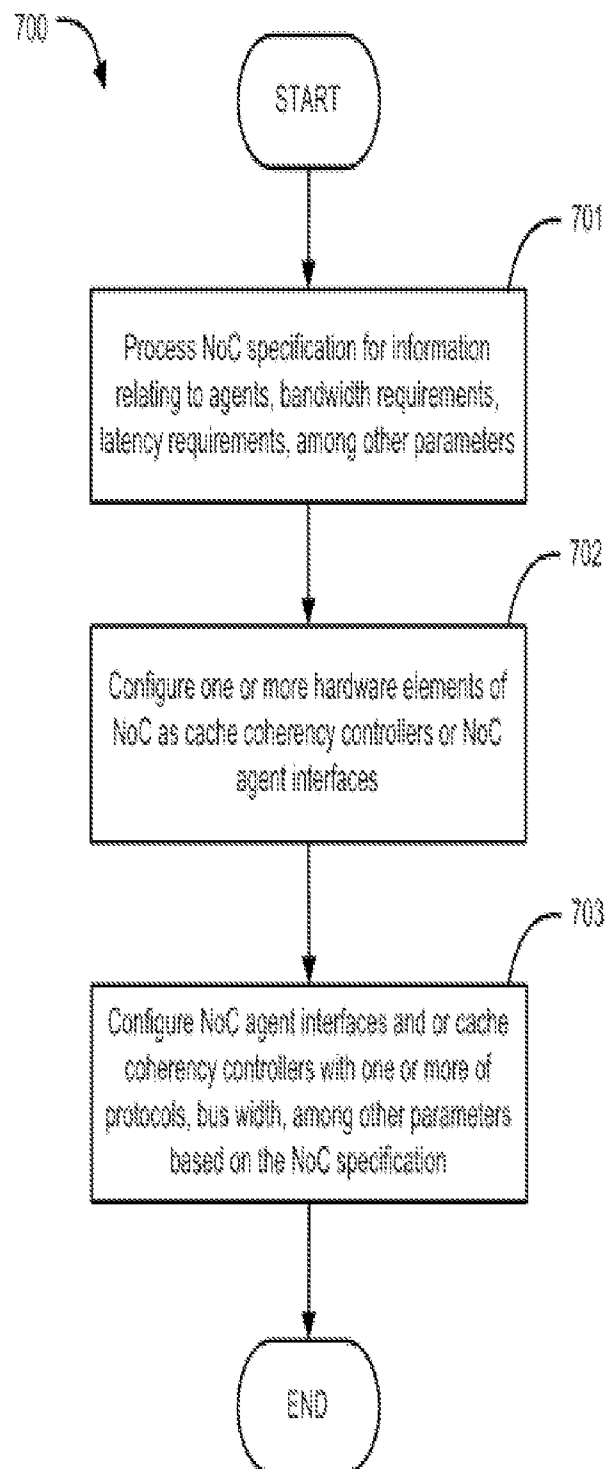 700
START
701
Process NoC specification for information
relating to agents, bandwidth requirements,
latency requirements, among other parameters
702
Configure one or more hardware elements of
NoC as cache coherency controllers or NoC
agent interfaces
703
Configure NoC agent interfaces and or cache
coherency controllers with one or more of
protocols, bus width, among other parameters
based on the NoC specification
END